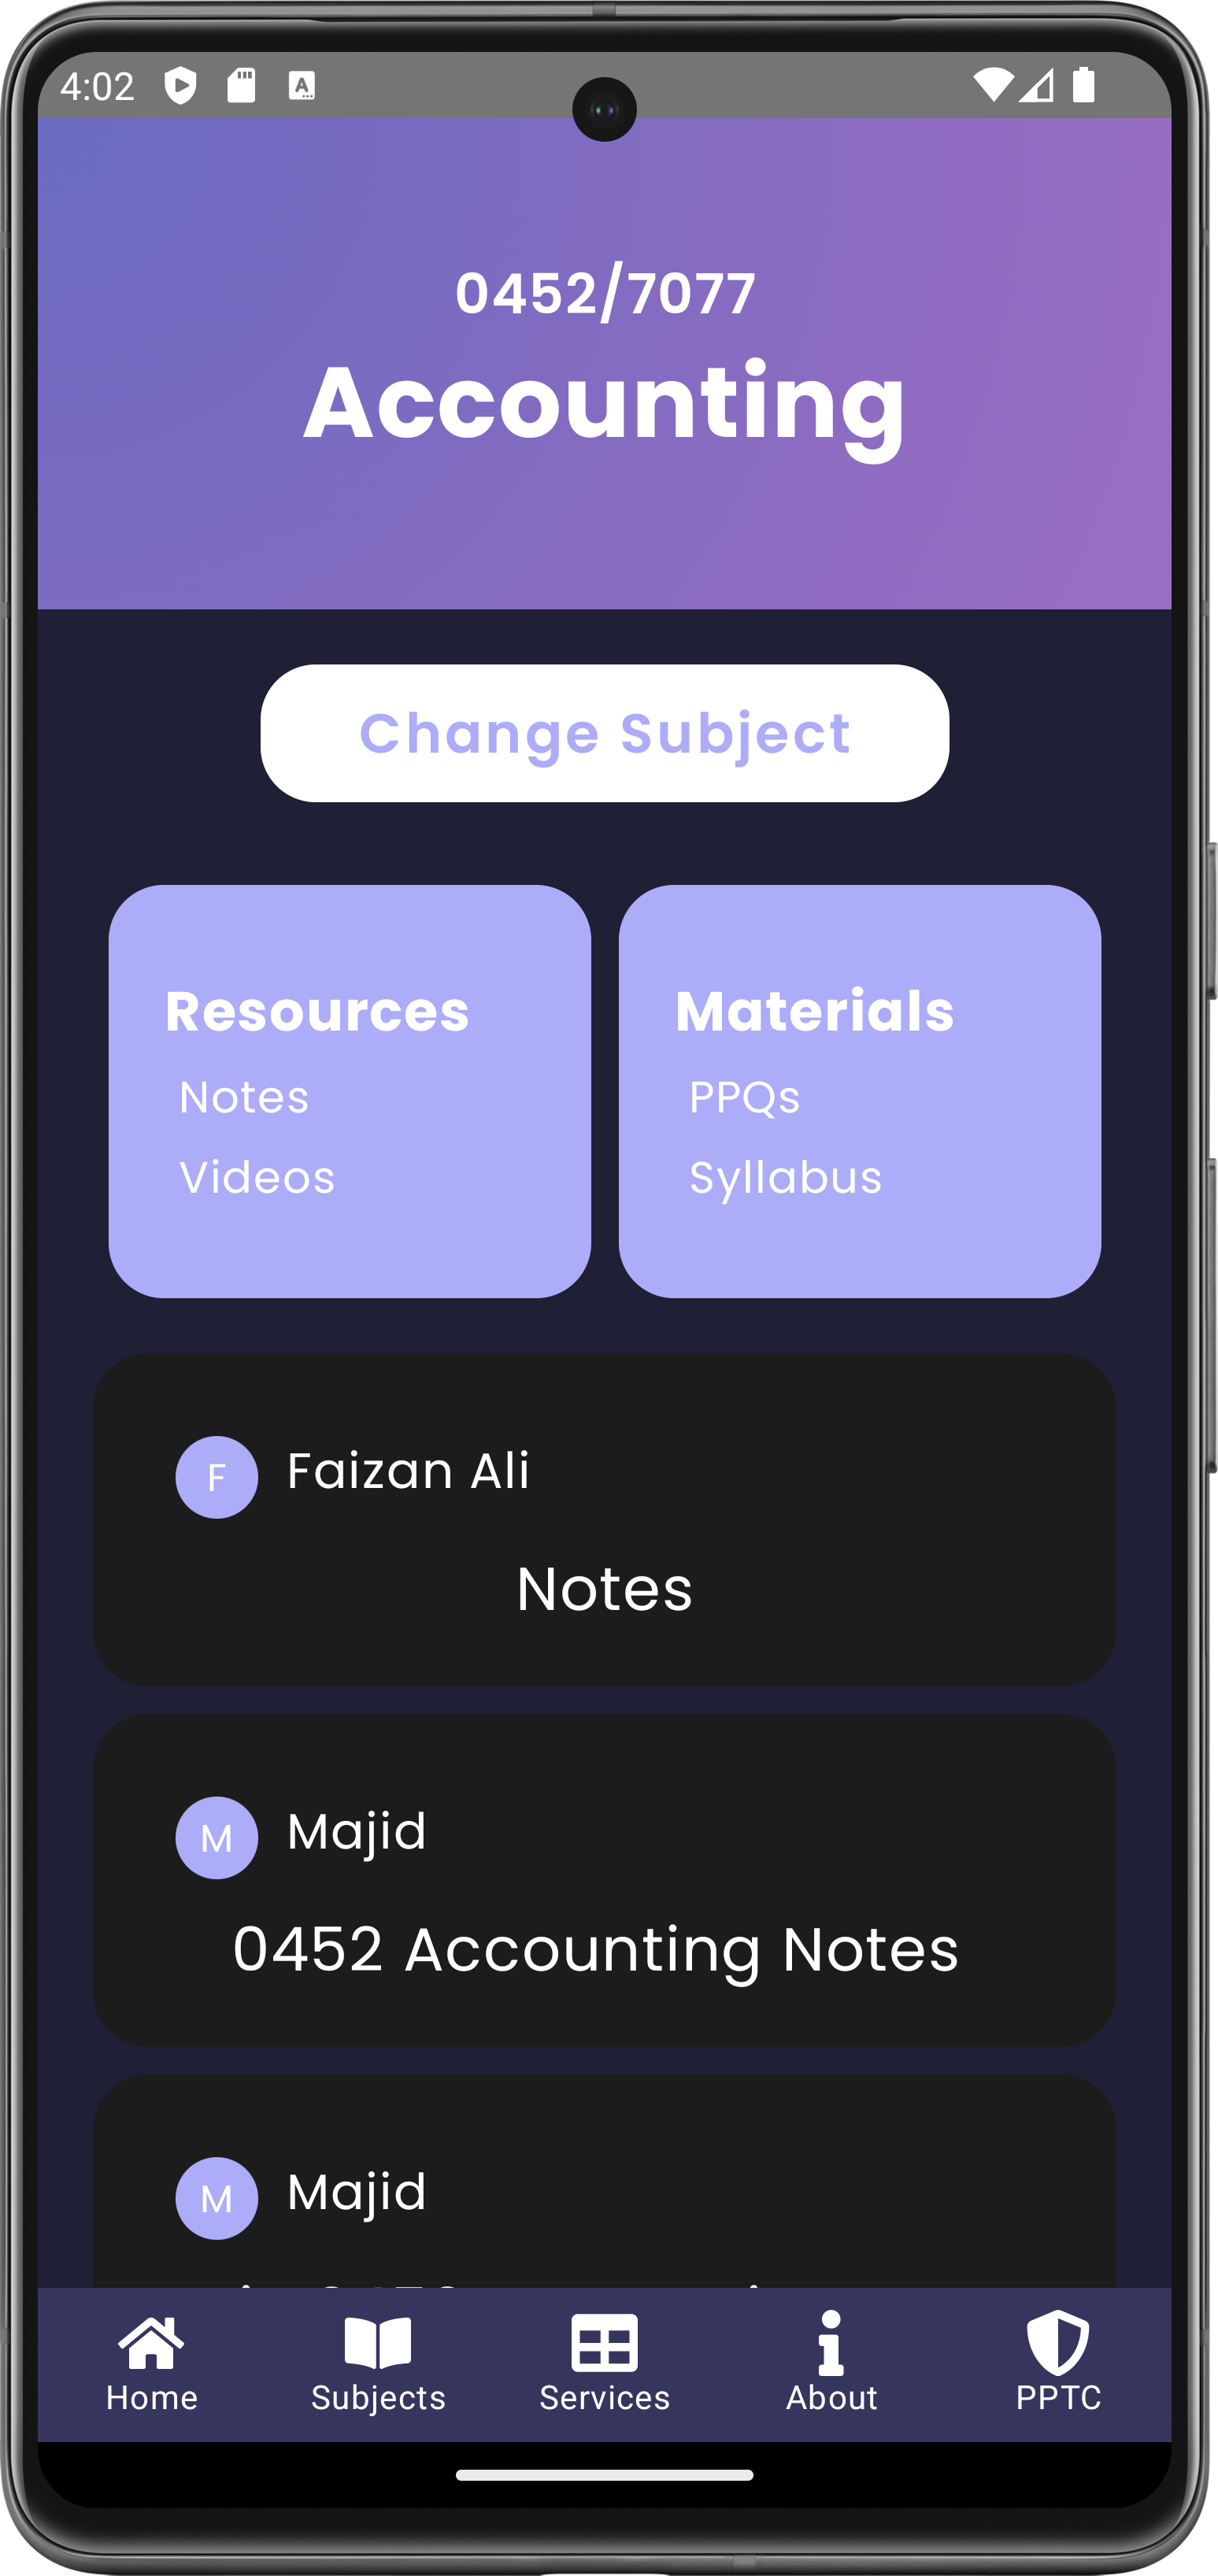 4:02
A
0452/7077
Accounting
Change Subject
Resources
Notes
Videos
Materials
PPQs
Syllabus
F Faizan Ali
Notes
M Majid
0452 Accounting Notes
M Majid
Home Subjects Services About PPTC